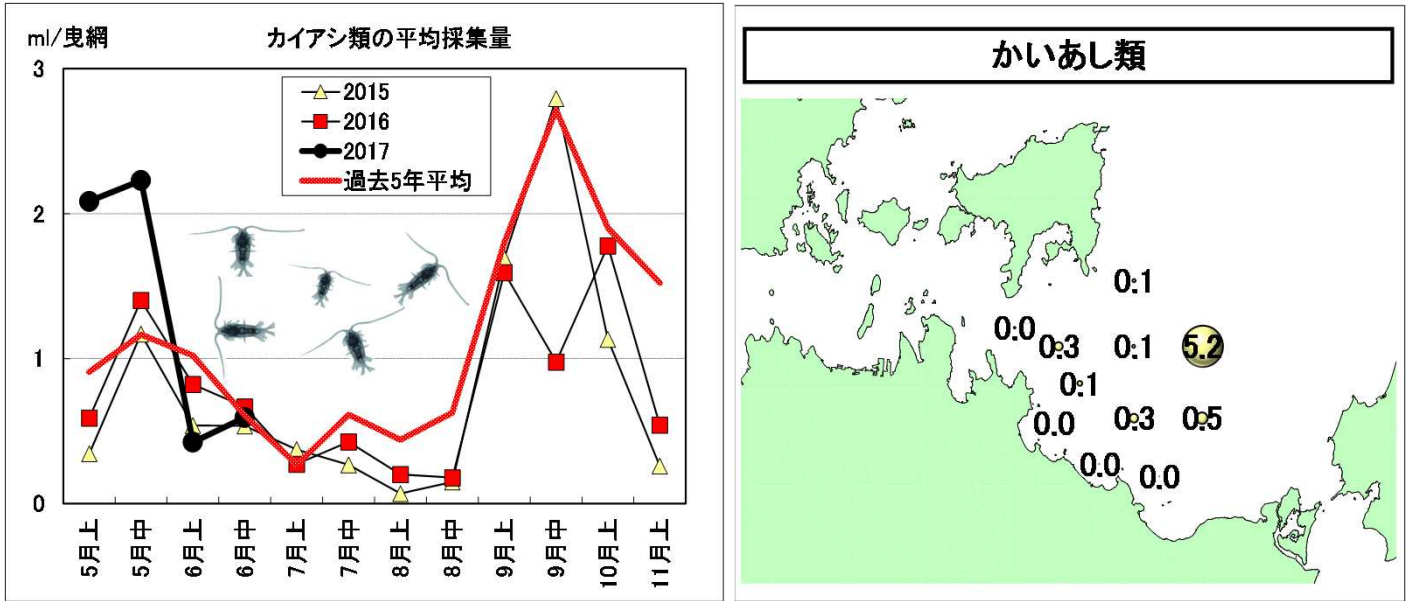 ml/曳網
カイアシ類の平均採集量
3
2
1
0
2015
2016
2017
過去5年平均
5月上
5月中
6月上
6月中
7月上
7月中
8月上
8月中
9月上
9月中
10月上
11月上
かいあし類
0.1
0.0
0.3
0.1
5.2
0.1
0.0
0.3
0.5
0.0
0.0